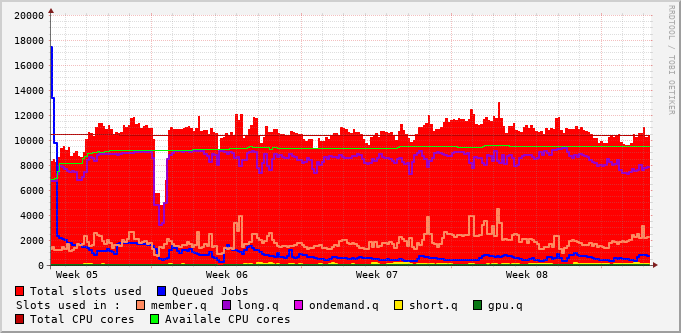 20000
18000
16000
14000
12000
10000
8000
6000
4000
2000
0
Week 05 Week 06 Week 07 Week 08
Total slots used Queued Jobs
Slots used in : member.q long.q ondemand.q short.q gpu.q
Total CPU cores Availale CPU cores
RRDTOOL / TOBI OETIKER